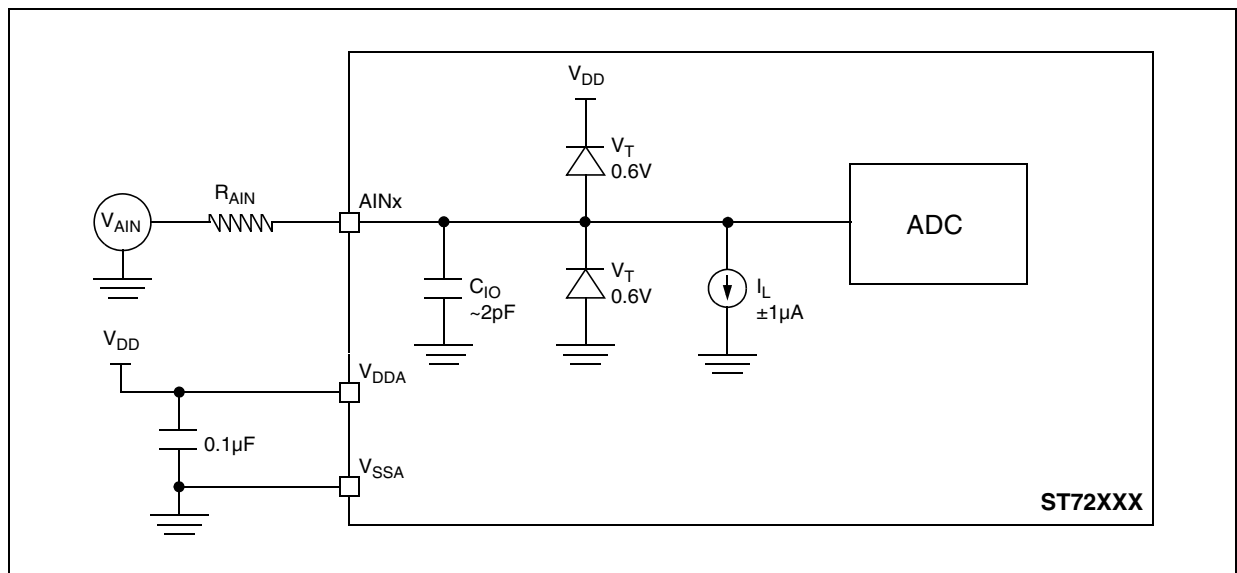 VDD
VT
0.6V
RAIN
AINx
VAIN
ADC
CIO
~2pF
VT
0.6V
IL
±1µA
VDD
VDDA
0.1µF
VSSA
ST72XXX